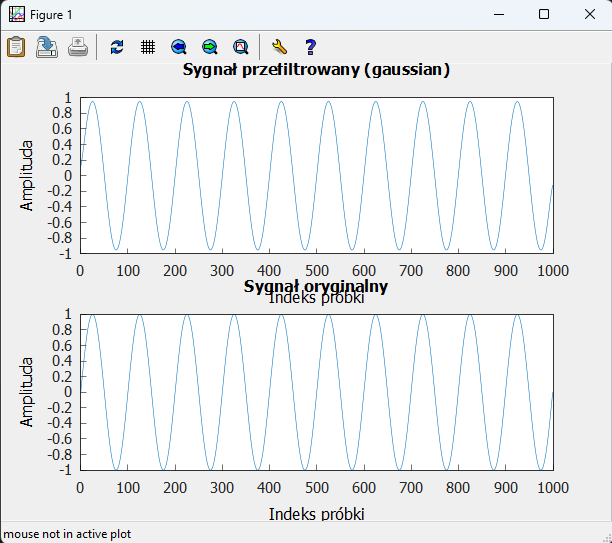 Figure 1
Sygnał przefiltrowany (gaussian)
1
0.8
0.6
0.4
0.2
0
-0.2
-0.4
-0.6
-0.8
-1
Amplituda
0 100 200 300 400 500 600 700 800 900 1000
Indeks próbki
Sygnał oryginalny
1
0.8
0.6
0.4
0.2
0
-0.2
-0.4
-0.6
-0.8
-1
Amplituda
0 100 200 300 400 500 600 700 800 900 1000
Indeks próbki
mouse not in active plot